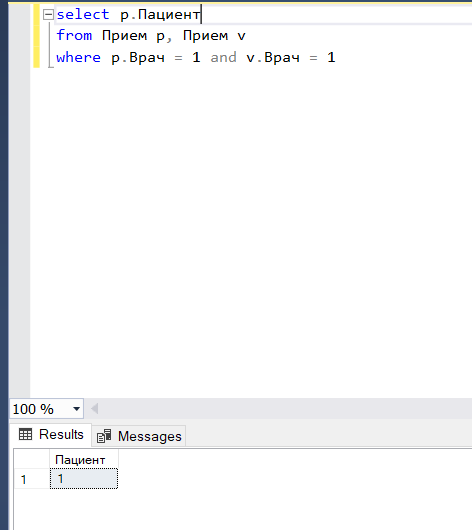 select p.Пациент
from Прием p, Прием v
where p.Врач = 1 and v.Врач = 1
100 %
Results Messages
Пациент
1 1